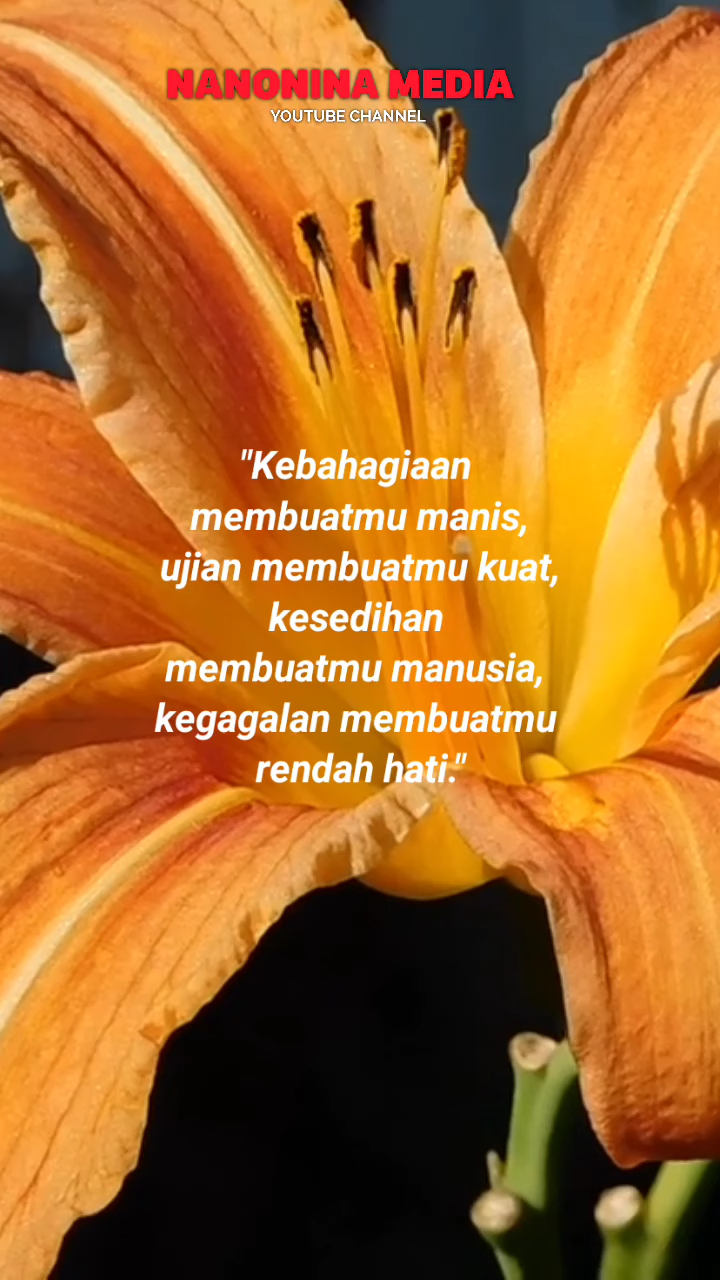 NANONINA MEDIA
YOUTUBE CHANNEL
"Kebahagiaan
membuatmu manis,
ujian membuatmu kuat,
kesedihan
membuatmu manusia,
kegagalan membuatmu
rendah hati."